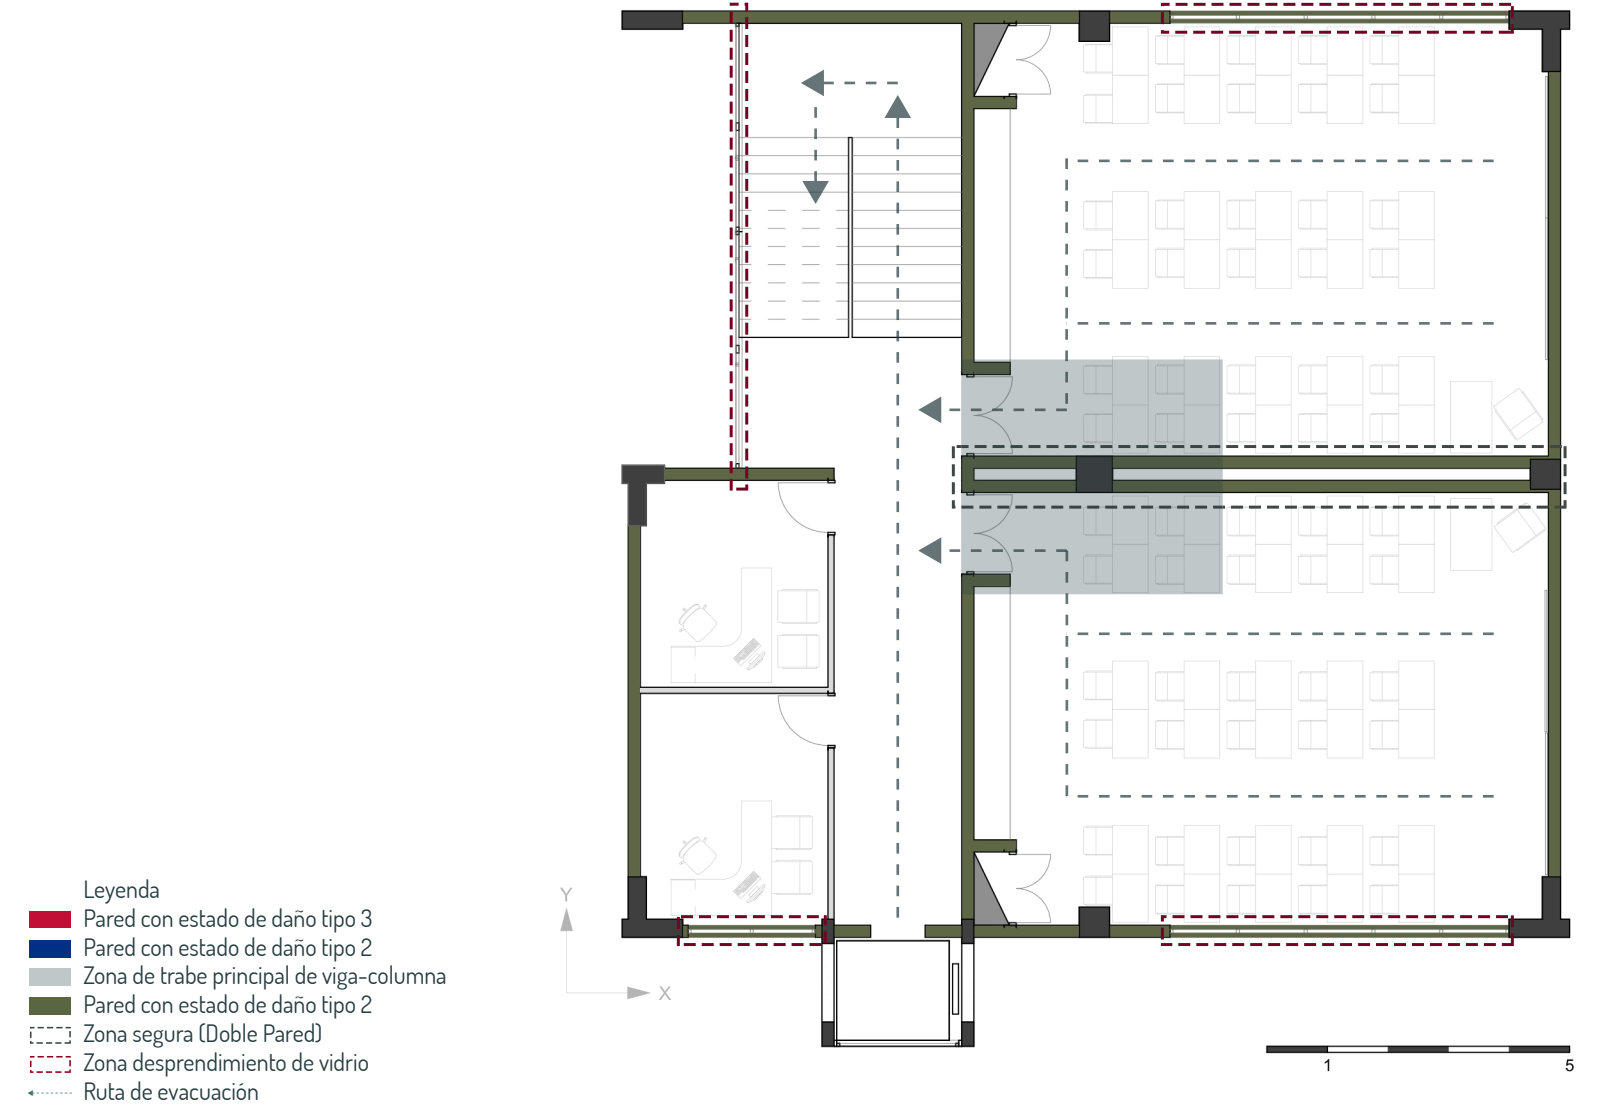 Leyenda
Pared con estado de daño tipo 3
Pared con estado de daño tipo 2
Zona de trabe principal de viga-columna
Pared con estado de daño tipo 2
Zona segura (Doble Pared)
Zona desprendimiento de vidrio
Ruta de evacuación
Y
X
1 5